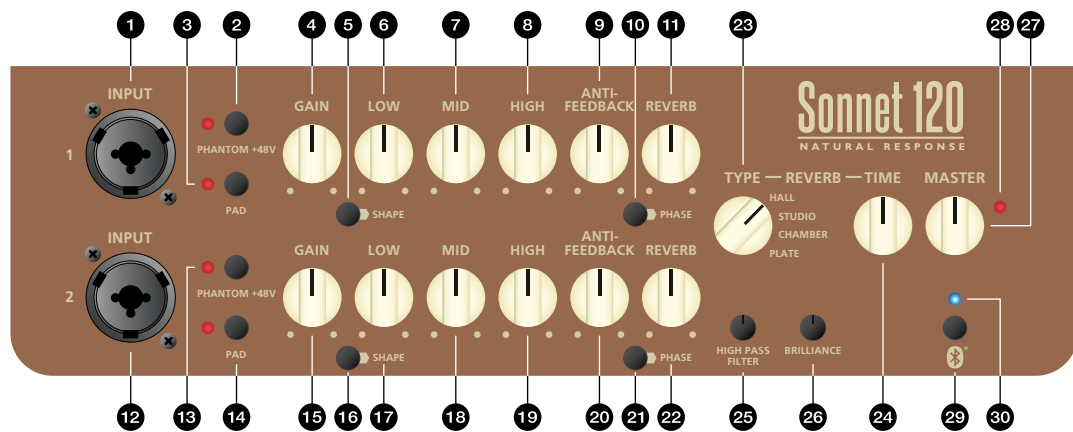 1 3 2 4 5 6 7 8 9 10 11 23 28 27
INPUT
1
PHANTOM +48V
PAD
GAIN
LOW
MID
HIGH
ANTI-
FEEDBACK
REVERB
SHAPE
PHASE
Sonnet 120
NATURAL RESPONSE
TYPE — REVERB — TIME
MASTER
HALL
STUDIO
CHAMBER
PLATE
INPUT
2
PHANTOM +48V
PAD
GAIN
LOW
MID
HIGH
ANTI-
FEEDBACK
REVERB
SHAPE
PHASE
HIGH PASS
FILTER
BRILLIANCE
12 13 14 15 16 17 18 19 20 21 22 25 26 24 29 30